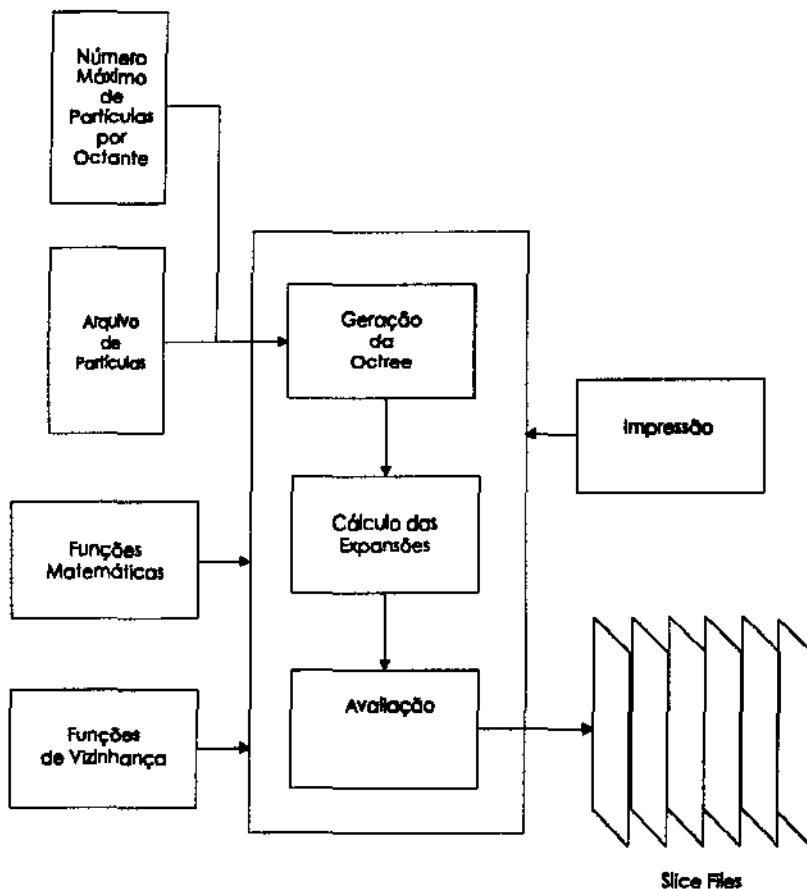 Número
Máximo
de
Partículas
por
Octante
Arquivo
de
Partículas
Geração
da
Octree
Impressão
Funções
Matemáticas
Cálculo das
Expansões
Funções
de Vizinhança
Avaliação
Slice Files